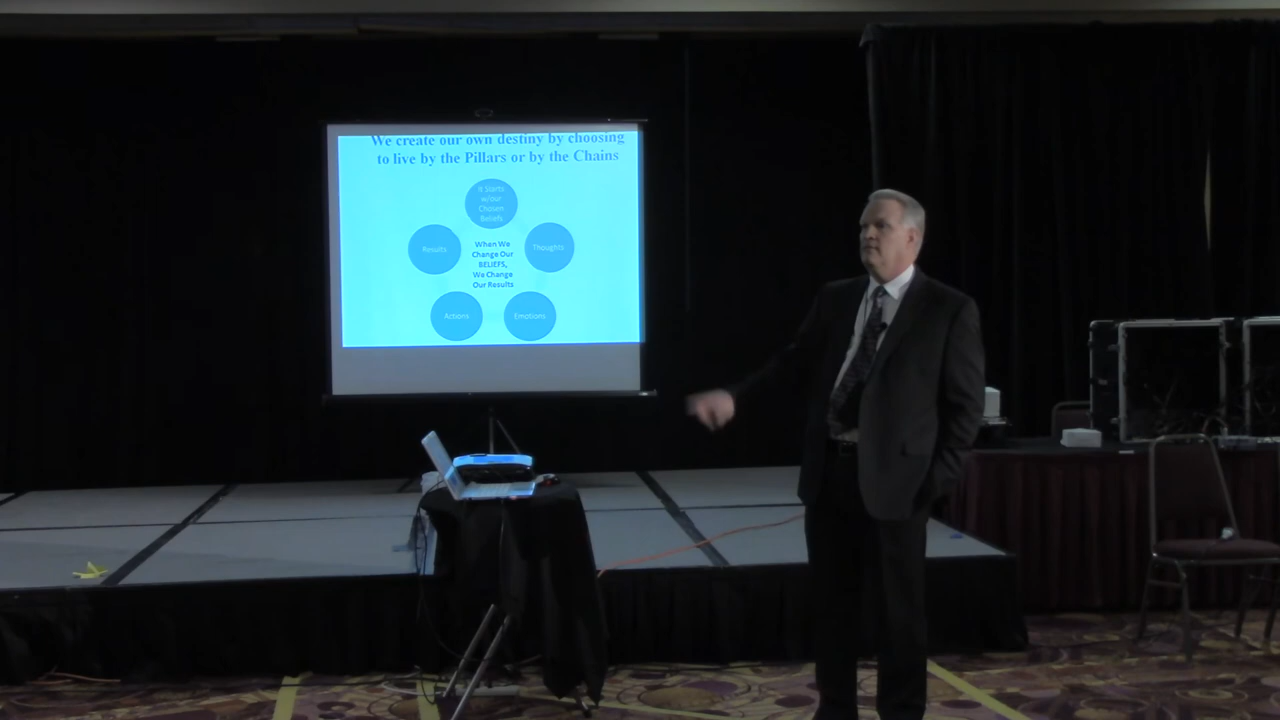 We create our own destiny by choosing
to live by the Pillars or by the Chains
Is Starts
w/our
Chosen
Beliefs
Results
When We
Change Our
BELIEFS,
We Change
Our Results
Thoughts
Actions
Emotions